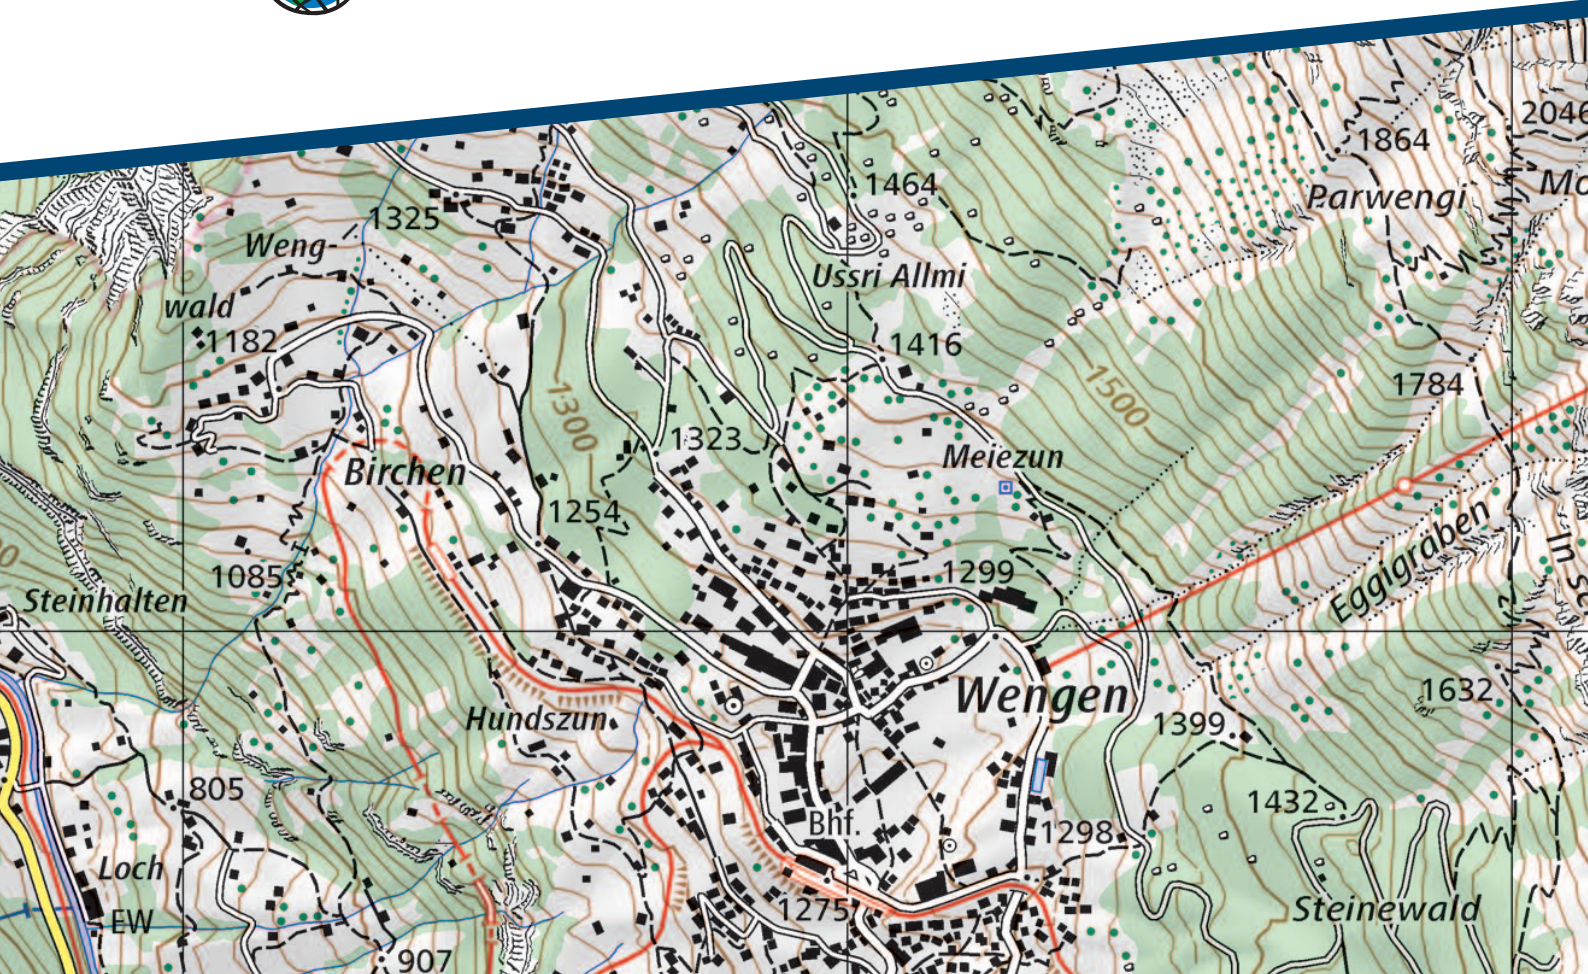 2046
1864
1464
Parwengi
Mo
1325
Weng-
wald
Ussri Allmi
1182
1416
1500
1784
1300
1323
Meiezun
Birchen
1254
Eggigraben
1299
1085
Steinhalten
Wengen
1632
Hundszun
1399
805
1432
Bhf.
1298
Loch
1275
Steinewald
EW
907